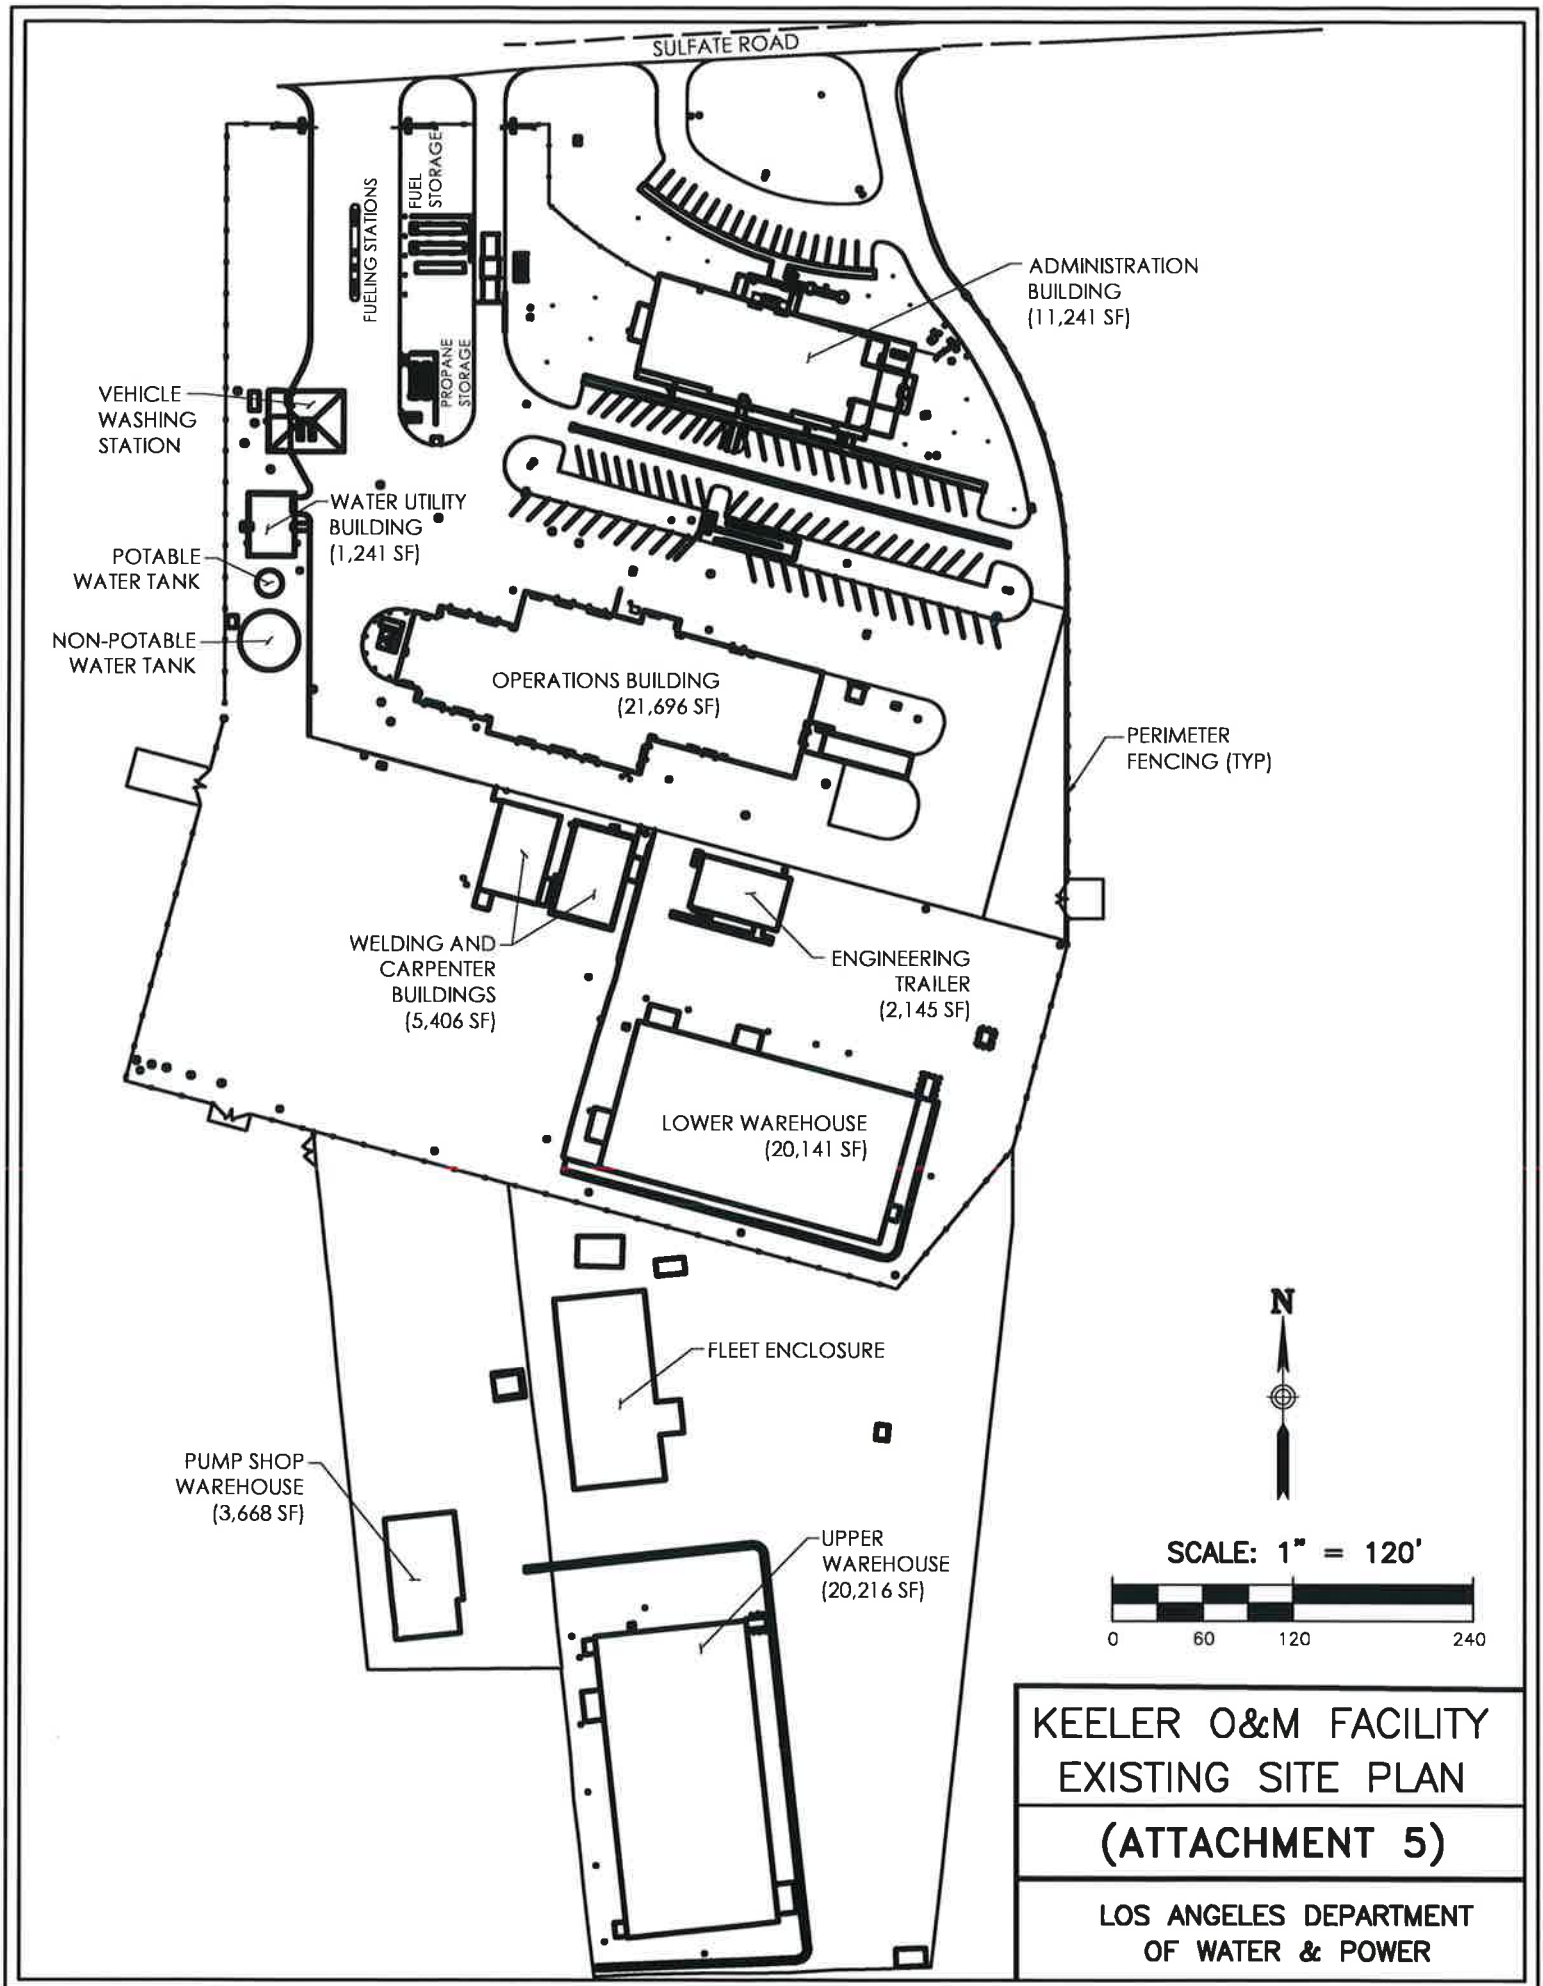 SULFATE ROAD
FUELING STATIONS
FUEL
STORAGE
PROPANE
STORAGE
ADMINISTRATION
BUILDING
(11,241 SF)
VEHICLE
WASHING
STATION
WATER UTILITY
BUILDING
(1,241 SF)
POTABLE
WATER TANK
NON-POTABLE
WATER TANK
OPERATIONS BUILDING
(21,696 SF)
PERIMETER
FENCING (TYP)
WELDING AND
CARPENTER
BUILDINGS
(5,406 SF)
ENGINEERING
TRAILER
(2,145 SF)
LOWER WAREHOUSE
(20,141 SF)
FLEET ENCLOSURE
PUMP SHOP
WAREHOUSE
(3,668 SF)
UPPER
WAREHOUSE
(20,216 SF)
N
SCALE: 1" = 120'
0 60 120 240
KEELER O&M FACILITY
EXISTING SITE PLAN
(ATTACHMENT 5)
LOS ANGELES DEPARTMENT
OF WATER & POWER